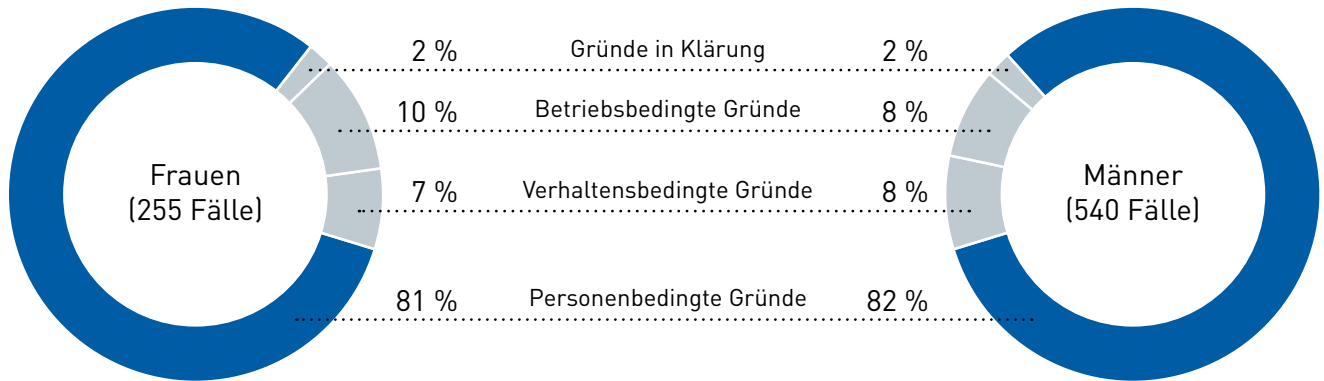 2 % Gründe in Klärung 2 %
10 % Betriebsbedingte Gründe 8 %
Frauen
(255 Fälle)
7 % Verhaltensbedingte Gründe 8 %
Männer
(540 Fälle)
81 % Personenbedingte Gründe 82 %